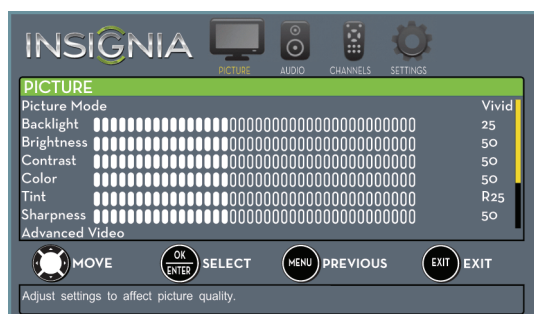 INSIGNIA
PICTURE AUDIO CHANNELS SETTINGS
PICTURE
Picture Mode Vivid
Backlight 25
Brightness 50
Contrast 50
Color 50
Tint R25
Sharpness 50
Advanced Video
MOVE OK ENTER SELECT MENU PREVIOUS EXIT EXIT
Adjust settings to affect picture quality.